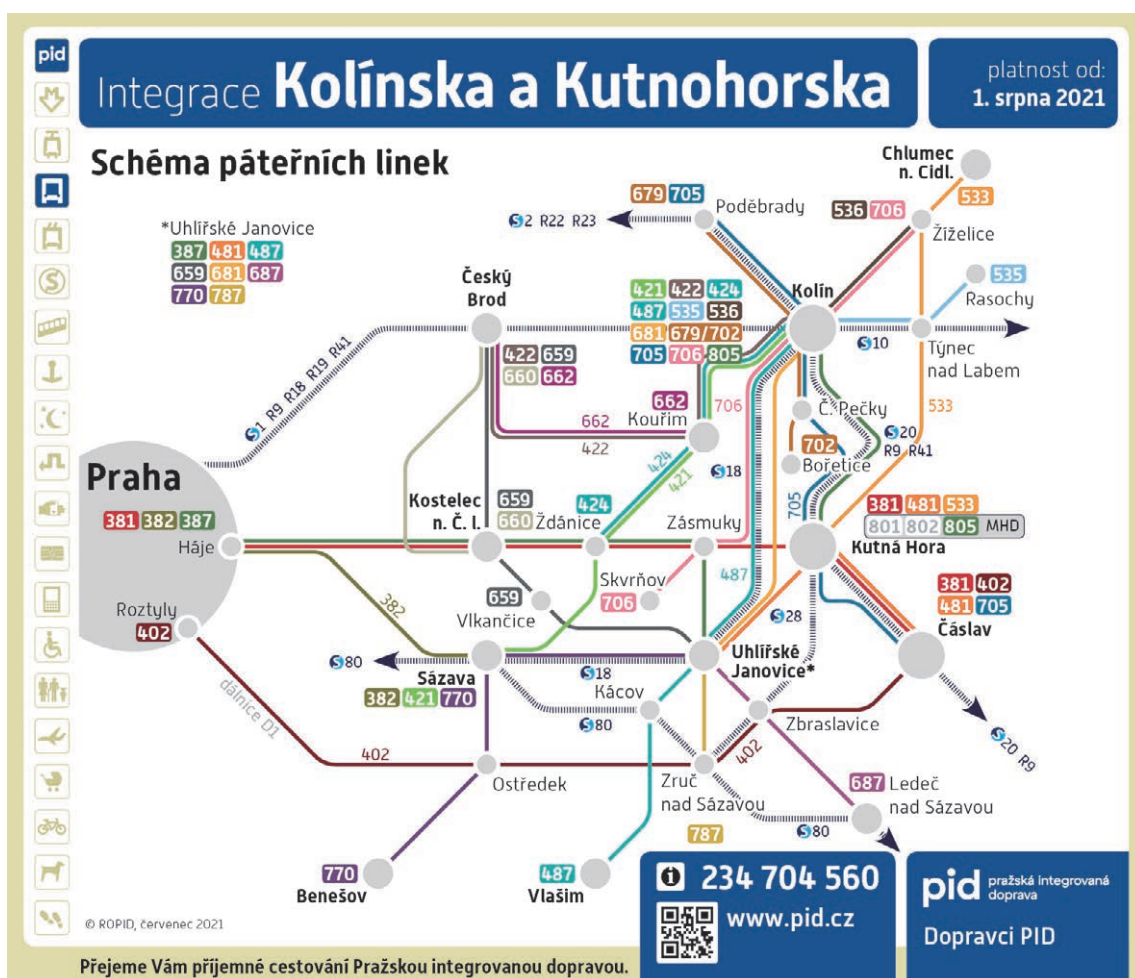 pid
Integrace Kolínska a Kutnohorska
platnost od:
1. srpna 2021
Schéma páteřních linek
*Uhlířské Janovice
387 481 487
659 681 687
770 787
Chlumec
n. Cidl.
533
679 705
Poděbrady
S2 R22 R23
536 706
Žíželice
Český
Brod
421 422 424
487 535 536
681 679/702
705 706 805
Kolín
535
Rasochy
S10
Týnec
nad Labem
S1 R9 R18 R19 R41
422 659
660 662
662
Kouřim
662
422
706
Č. Pečky
702
Bořetice
S20
R9 R41
533
S18
424
421
705
Praha
381 382 387
Háje
Roztyly
402
Kostelec
n. Č. l.
659
660
424
Ždánice
Zásmuky
381 481 533
801 802 805 MHD
Kutná Hora
Skvrňov
706
487
659
Vlkančice
382
381 402
481 705
Čáslav
S28
Uhlířské
Janovice*
S80
Sázava
382 421 770
S18
Kácov
S80
Zbraslavice
S20 R9
dálnice D1
402
402
Ostředek
Zruč
nad Sázavou
787
687
Ledeč
nad Sázavou
S80
770
Benešov
487
Vlašim
234 704 560
www.pid.cz
pid pražská integrovaná
doprava
Dopravci PID
© ROPID, červenec 2021
Přejeme Vám příjemné cestování Pražskou integrovanou dopravou.